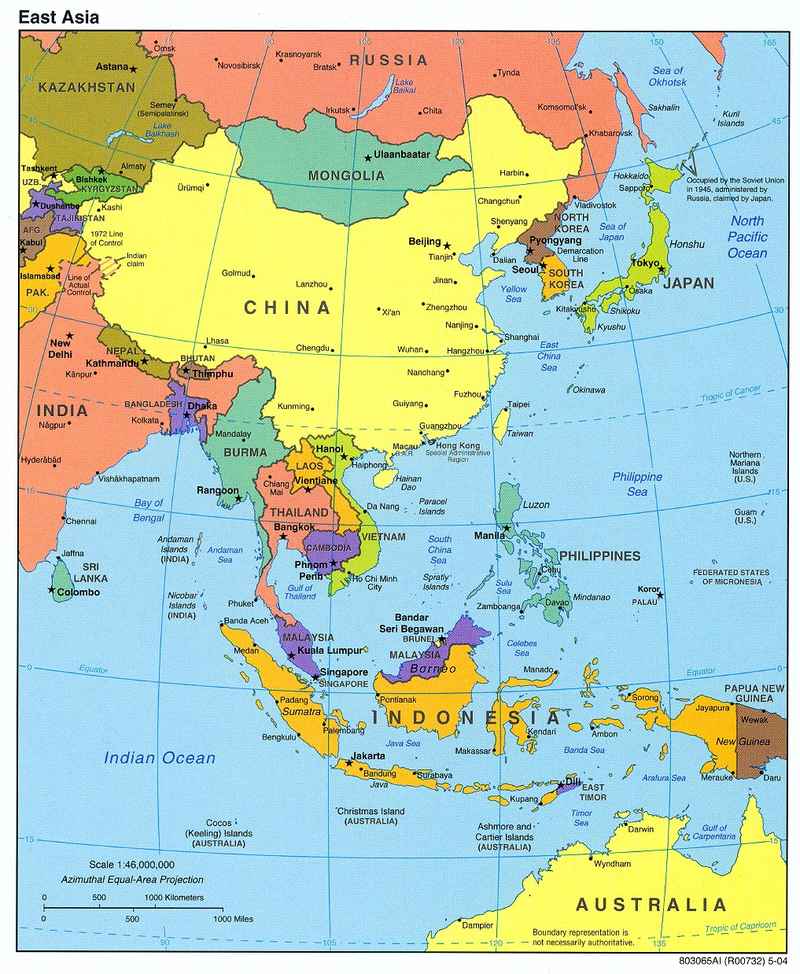 East Asia
Omsk
Novosibirsk
Krasnoyarsk
Bratsk
RUSSIA
Astana
KAZAKHSTAN
Semey
(Semipalatinsk)
Lake
Balkhash
Almaty
Irkutsk
Lake
Baikal
Chita
Tynda
Komsomol'sk
Khabarovsk
Sea of
Okhotsk
Sakhalin
Kuril
Islands
Occupied by the Soviet Union
in 1945, administered by
Russia, claimed by Japan.
Tashkent
UZB.
Bishkek
KYRGYZSTAN
Dushanbe
TAJIKISTAN
Kashi
AFG.
Kabul
1972 Line
of Control
Indian
claim
Islamabad
Line of
Actual
Control
PAK.
Ürümqi
Ulaanbaatar
MONGOLIA
Harbin
Changchun
Shenyang
Vladivostok
Hokkaido
Sapporo
Beijing
Tianjin
Dalian
NORTH
KOREA
Pyongyang
Demarcation
Line
Seoul
SOUTH
KOREA
Sea of
Japan
Honshu
Tokyo
JAPAN
Osaka
Kitakyushu
Shikoku
Kyushu
North
Pacific
Ocean
Golmud
Lanzhou
Jinan
Yellow
Sea
CHINA
Xi'an
Zhengzhou
Nanjing
Shanghai
Lhasa
Chengdu
Wuhan
Hangzhou
East
China
Sea
Nanchang
New
Delhi
NEPAL
Kathmandu
BHUTAN
Thimphu
Kānpur
INDIA
BANGLADESH
Dhaka
Kolkata
Nāgpur
Kunming
Guiyang
Fuzhou
Okinawa
Tropic of Cancer
Taipei
Taiwan
Guangzhou
Macau
S.A.R.
Hong Kong
Special Administrative
Region
Mandalay
BURMA
Hanoi
Haiphong
LAOS
Hainan
Dao
Hyderābād
Vishākhapatnam
Chiang
Mai
Vientiane
Rangoon
Bay of
Bengal
THAILAND
Bangkok
Da Nang
Paracel
Islands
Philippine
Sea
Northern
Mariana
Islands
(U.S.)
Guam
(U.S.)
Luzon
Manila
Chennai
Jaffna
SRI
LANKA
Colombo
Andaman
Islands
(INDIA)
Andaman
Sea
CAMBODIA
VIETNAM
Phnom
Penh
Ho Chi Minh
City
Gulf of
Thailand
South
China
Sea
Spratly
Islands
PHILIPPINES
Cebu
Sulu
Sea
Mindanao
Davao
Zamboanga
Koror
PALAU
FEDERATED STATES
OF MICRONESIA
Nicobar
Islands
(INDIA)
Phuket
Banda Aceh
Medan
MALAYSIA
Kuala Lumpur
Singapore
SINGAPORE
Bandar
Seri Begawan
BRUNEI
MALAYSIA
Borneo
Celebes
Sea
Manado
Equator
Equator
Padang
Sumatra
Pontianak
INDONESIA
Bengkulu
Palembang
Java Sea
Makassar
Kendari
Ambon
Banda Sea
Sorong
Jayapura
PAPUA NEW
GUINEA
Wewak
New Guinea
Merauke
Daru
Arafura Sea
Indian Ocean
Jakarta
Bandung
Java
Surabaya
Kupang
Dili
EAST
TIMOR
Timor
Sea
Cocos
(Keeling) Islands
(AUSTRALIA)
Christmas Island
(AUSTRALIA)
Ashmore and
Cartier Islands
(AUSTRALIA)
Darwin
Gulf of
Carpentaria
Wyndham
AUSTRALIA
Dampier
Tropic of Capricorn
Scale 1:46,000,000
Azimuthal Equal-Area Projection
0 500 1000 Kilometers
0 500 1000 Miles
Boundary representation is
not necessarily authoritative.
90 105 120 135
803065AI (R00732) 5-04